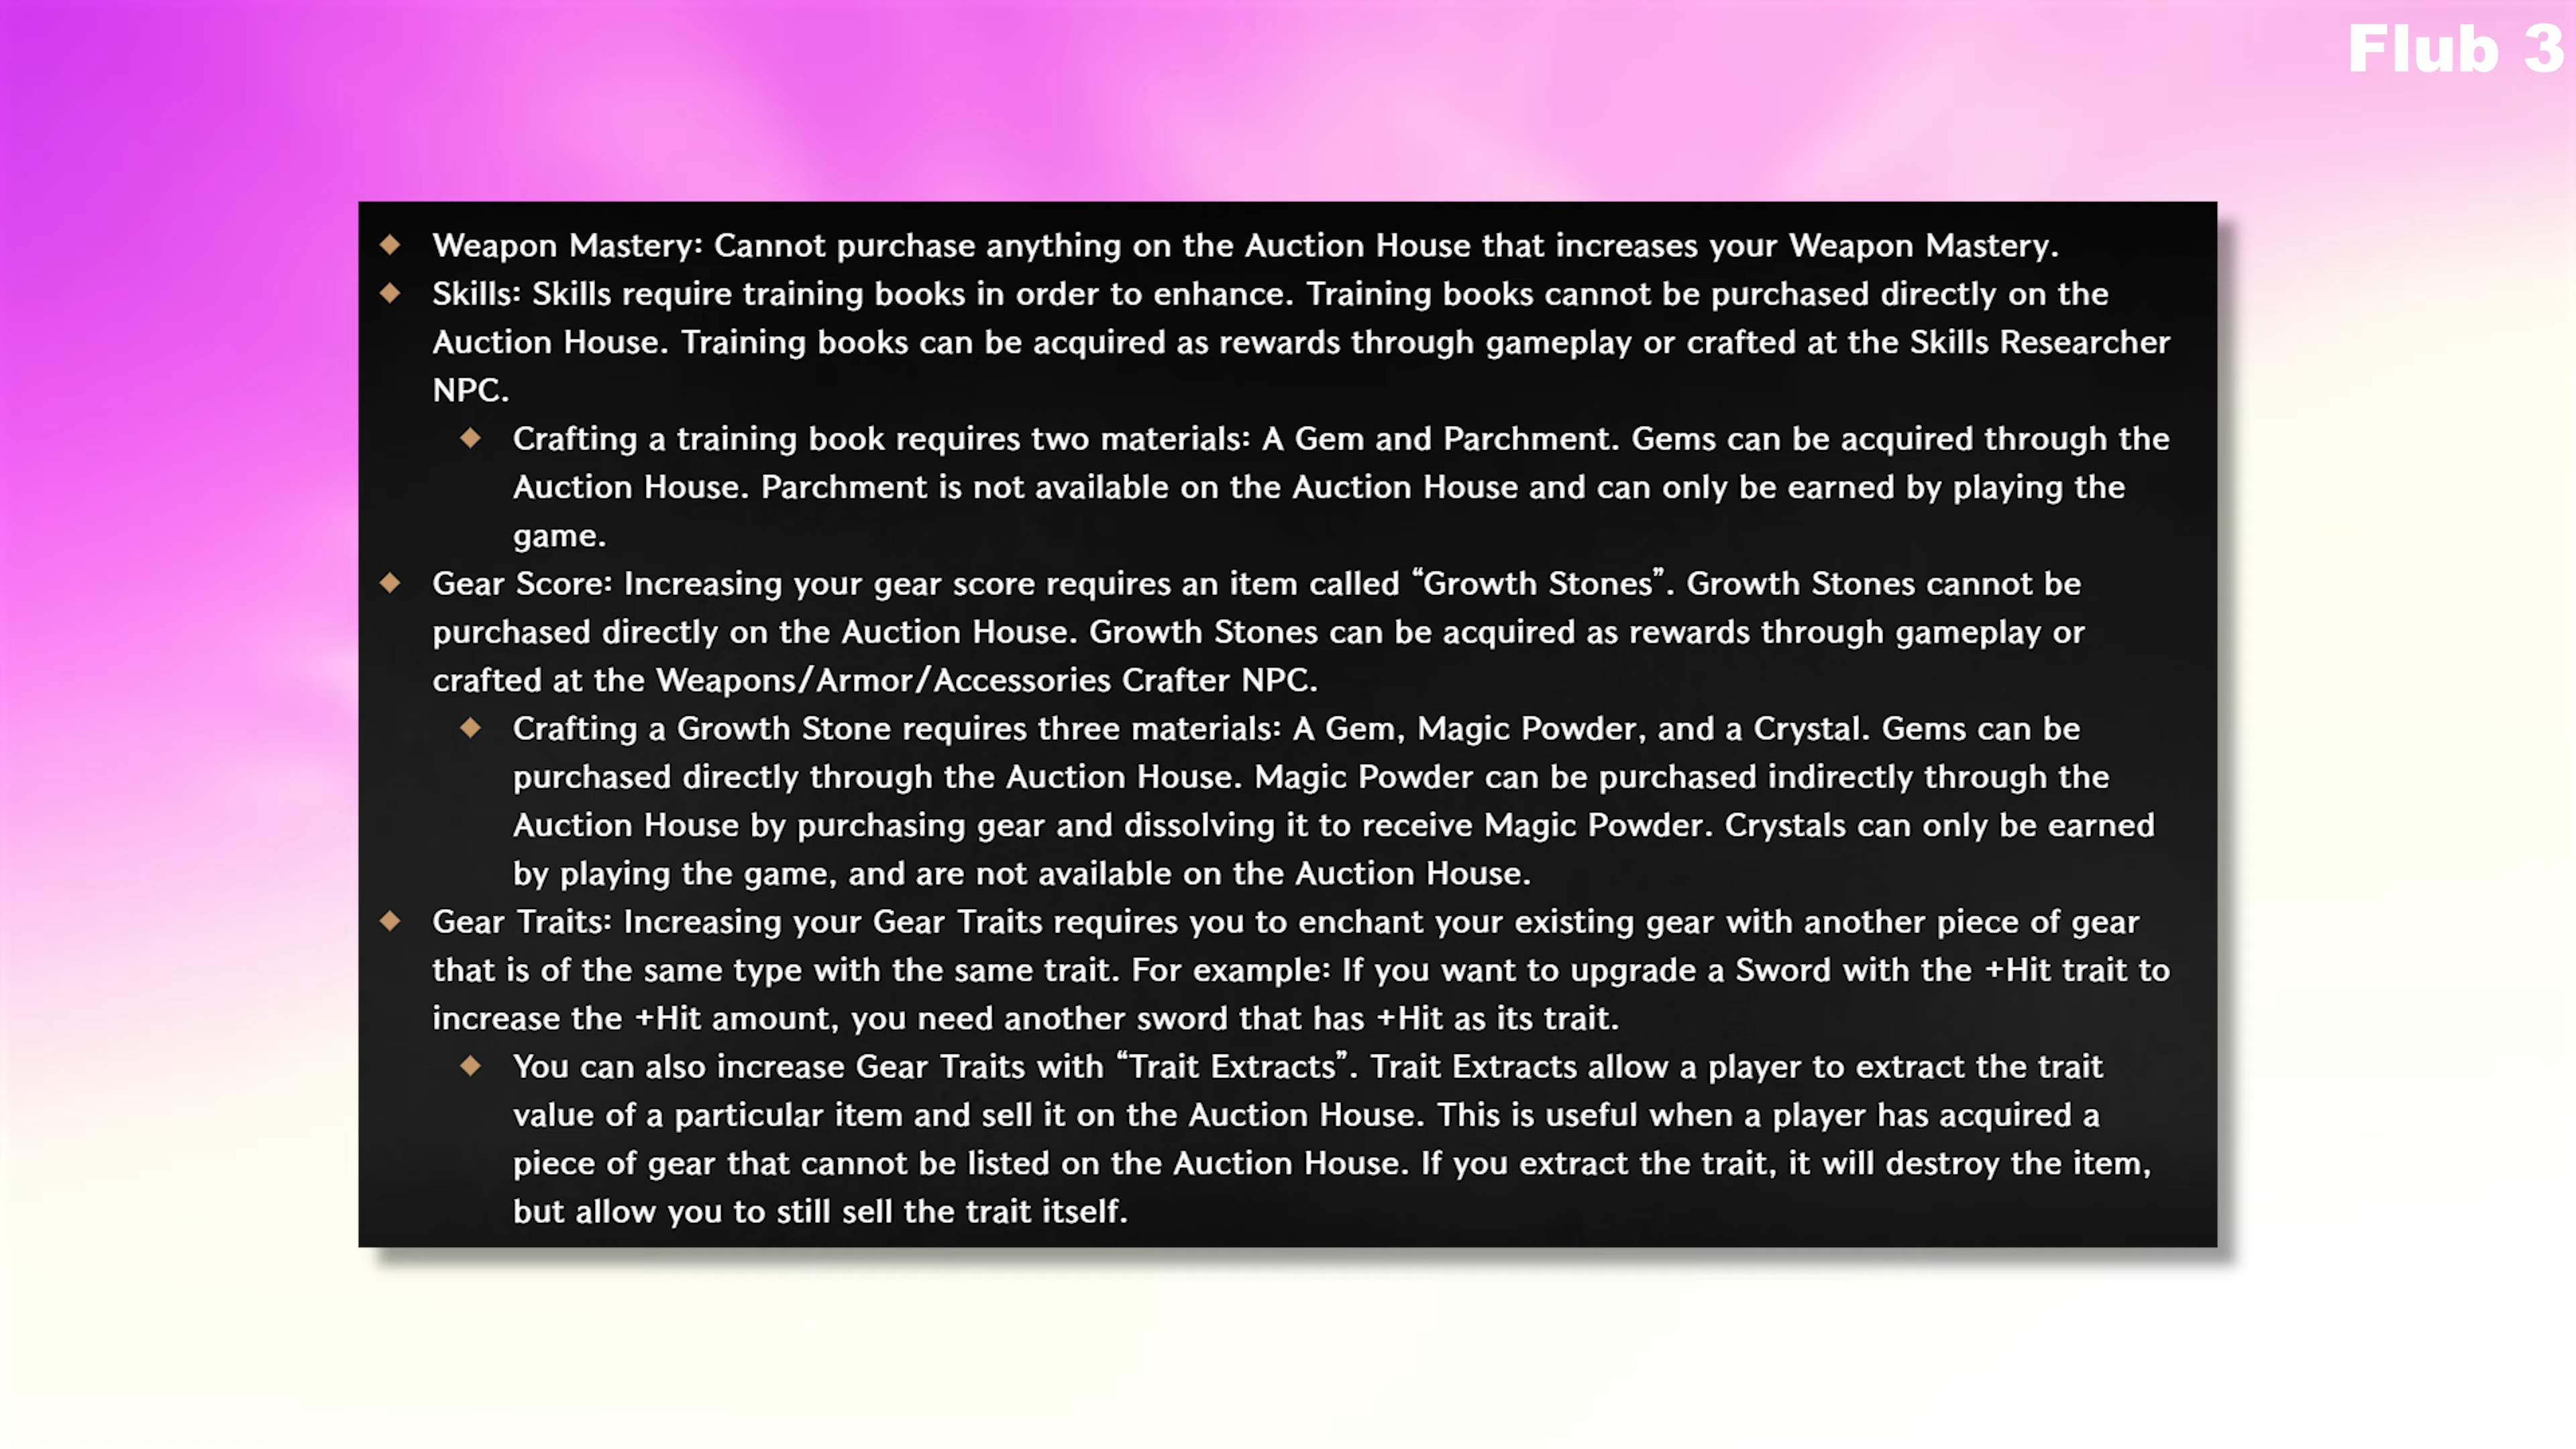 Flub 3
Weapon Mastery: Cannot purchase anything on the Auction House that increases your Weapon Mastery.
Skills: Skills require training books in order to enhance. Training books cannot be purchased directly on the
Auction House. Training books can be acquired as rewards through gameplay or crafted at the Skills Researcher
NPC.
Crafting a training book requires two materials: A Gem and Parchment. Gems can be acquired through the
Auction House. Parchment is not available on the Auction House and can only be earned by playing the
game.
Gear Score: Increasing your gear score requires an item called “Growth Stones”. Growth Stones cannot be
purchased directly on the Auction House. Growth Stones can be acquired as rewards through gameplay or
crafted at the Weapons/Armor/Accessories Crafter NPC.
Crafting a Growth Stone requires three materials: A Gem, Magic Powder, and a Crystal. Gems can be
purchased directly through the Auction House. Magic Powder can be purchased indirectly through the
Auction House by purchasing gear and dissolving it to receive Magic Powder. Crystals can only be earned
by playing the game, and are not available on the Auction House.
Gear Traits: Increasing your Gear Traits requires you to enchant your existing gear with another piece of gear
that is of the same type with the same trait. For example: If you want to upgrade a Sword with the +Hit trait to
increase the +Hit amount, you need another sword that has +Hit as its trait.
You can also increase Gear Traits with “Trait Extracts”. Trait Extracts allow a player to extract the trait
value of a particular item and sell it on the Auction House. This is useful when a player has acquired a
piece of gear that cannot be listed on the Auction House. If you extract the trait, it will destroy the item,
but allow you to still sell the trait itself.